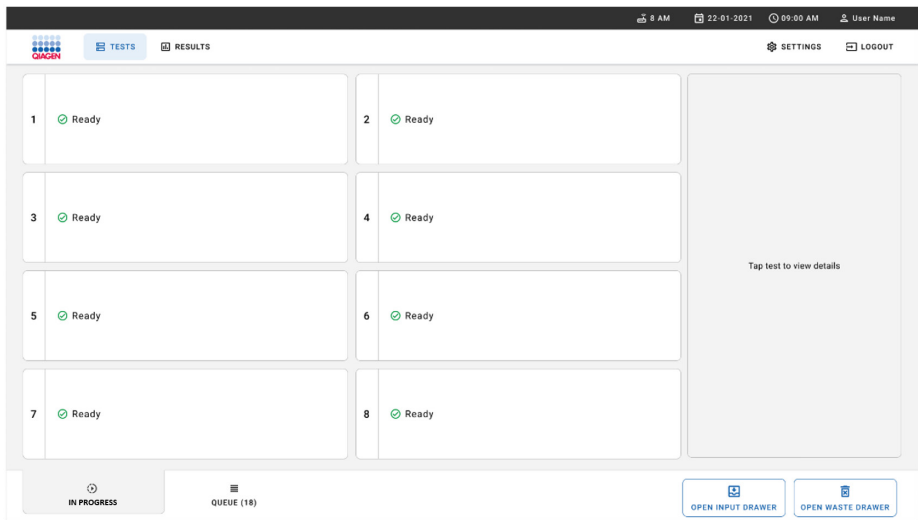 8 AM 22-01-2021 09:00 AM User Name
QIAGEN TESTS RESULTS SETTINGS LOGOUT
1 Ready 2 Ready
3 Ready 4 Ready
Tap test to view details
5 Ready 6 Ready
7 Ready 8 Ready
IN PROGRESS QUEUE (18) OPEN INPUT DRAWER OPEN WASTE DRAWER